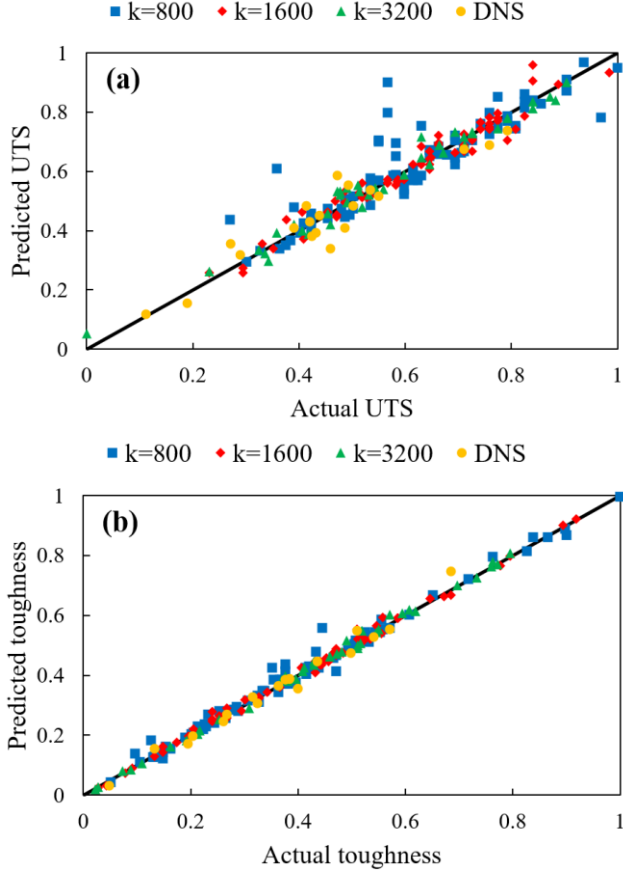 k=800 k=1600 k=3200 DNS
(a)
Predicted UTS
1
0.8
0.6
0.4
0.2
0
0 0.2 0.4 0.6 0.8 1
Actual UTS
k=800 k=1600 k=3200 DNS
(b)
Predicted toughness
1
0.8
0.6
0.4
0.2
0
0 0.2 0.4 0.6 0.8 1
Actual toughness